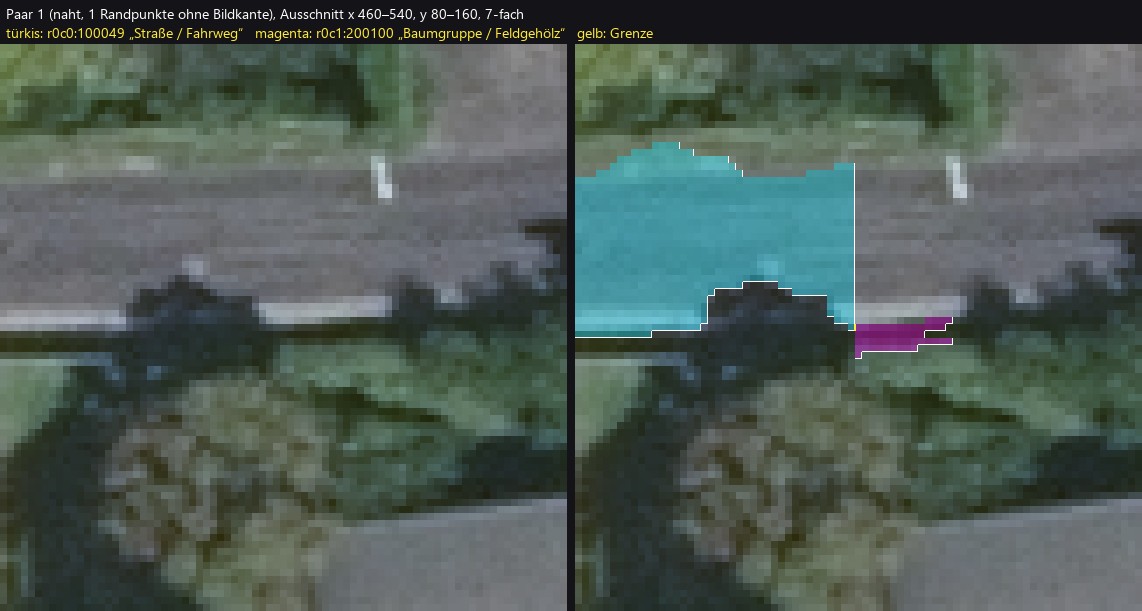 Paar 1 (naht, 1 Randpunkte ohne Bildkante), Ausschnitt x 460–540, y 80–160, 7-fach
türkis: r0c0:100049 „Straße / Fahrweg“ magenta: r0c1:200100 „Baumgruppe / Feldgehölz“ gelb: Grenze